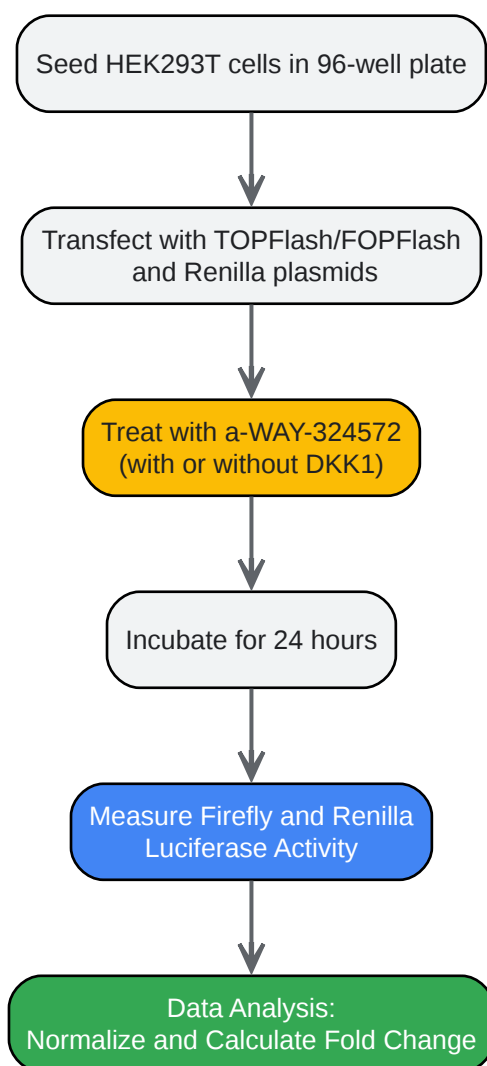 Seed HEK293T cells in 96-well plate
Transfect with TOPFlash/FOPFlash
and Renilla plasmids
Treat with a-WAY-324572
(with or without DKK1)
Incubate for 24 hours
Measure Firefly and Renilla
Luciferase Activity
Data Analysis:
Normalize and Calculate Fold Change